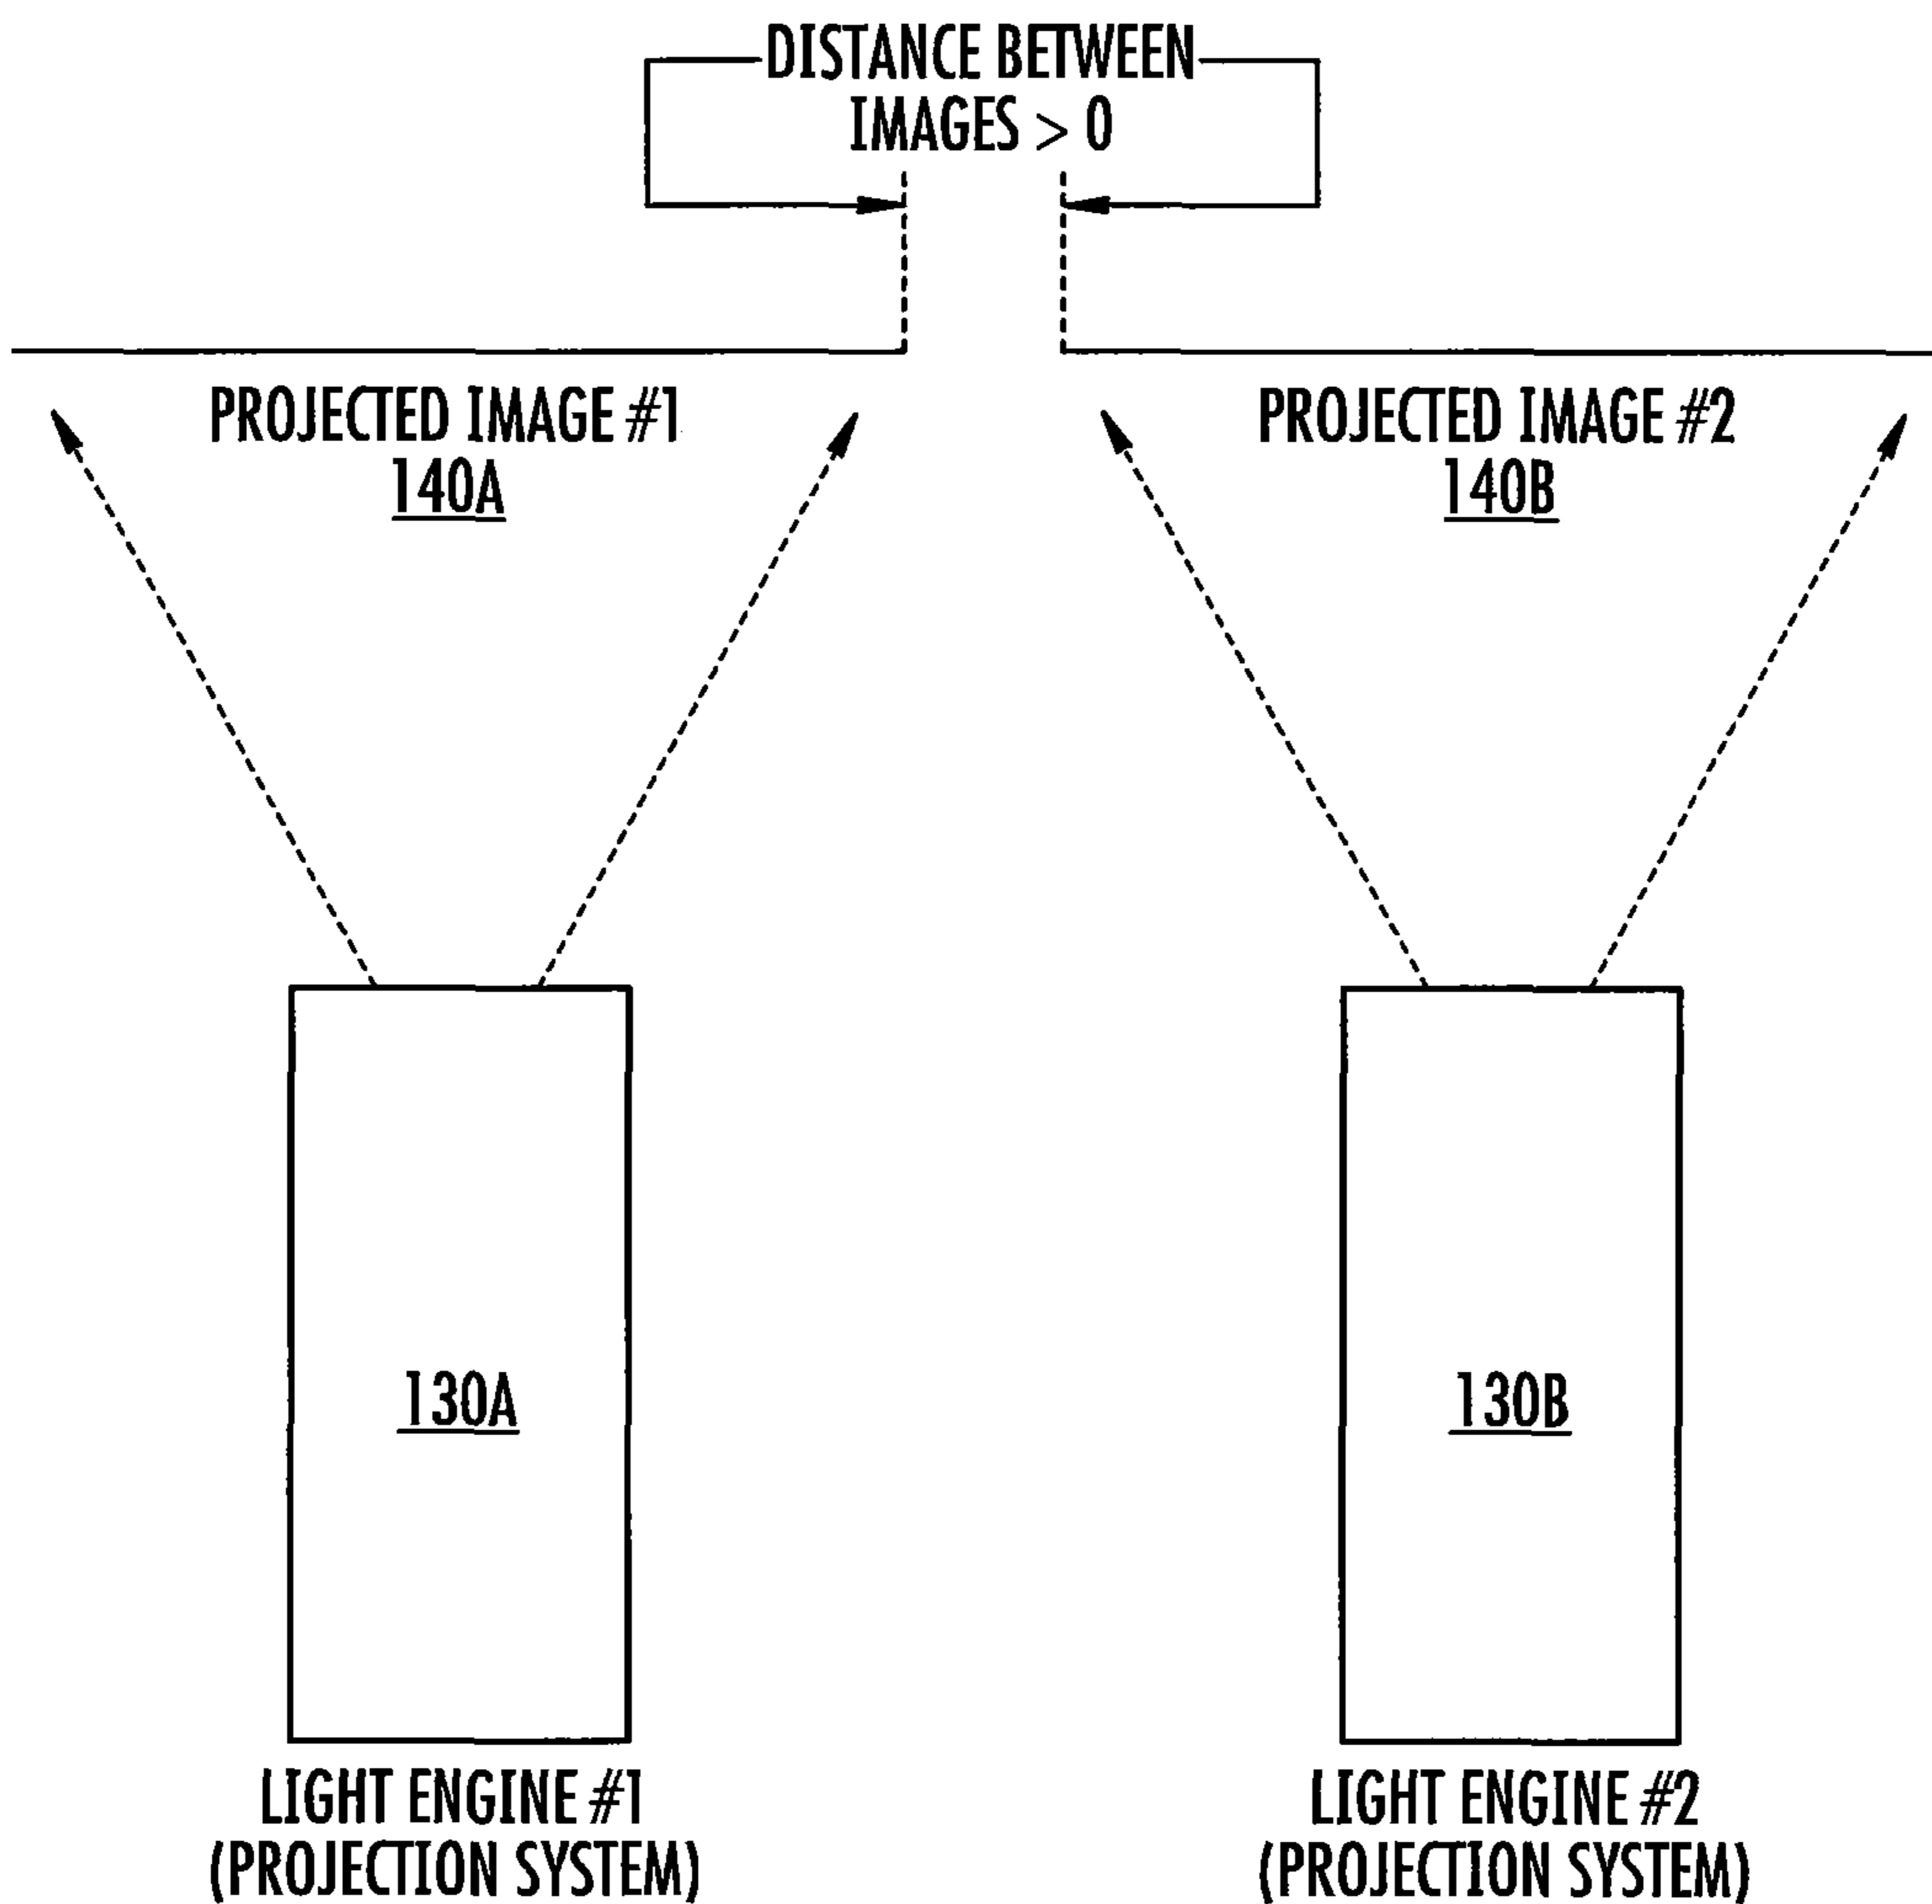 DISTANCE BETWEEN
IMAGES > 0
PROJECTED IMAGE #1
140A
PROJECTED IMAGE #2
140B
130A
130B
LIGHT ENGINE #1
(PROJECTION SYSTEM)
LIGHT ENGINE #2
(PROJECTION SYSTEM)